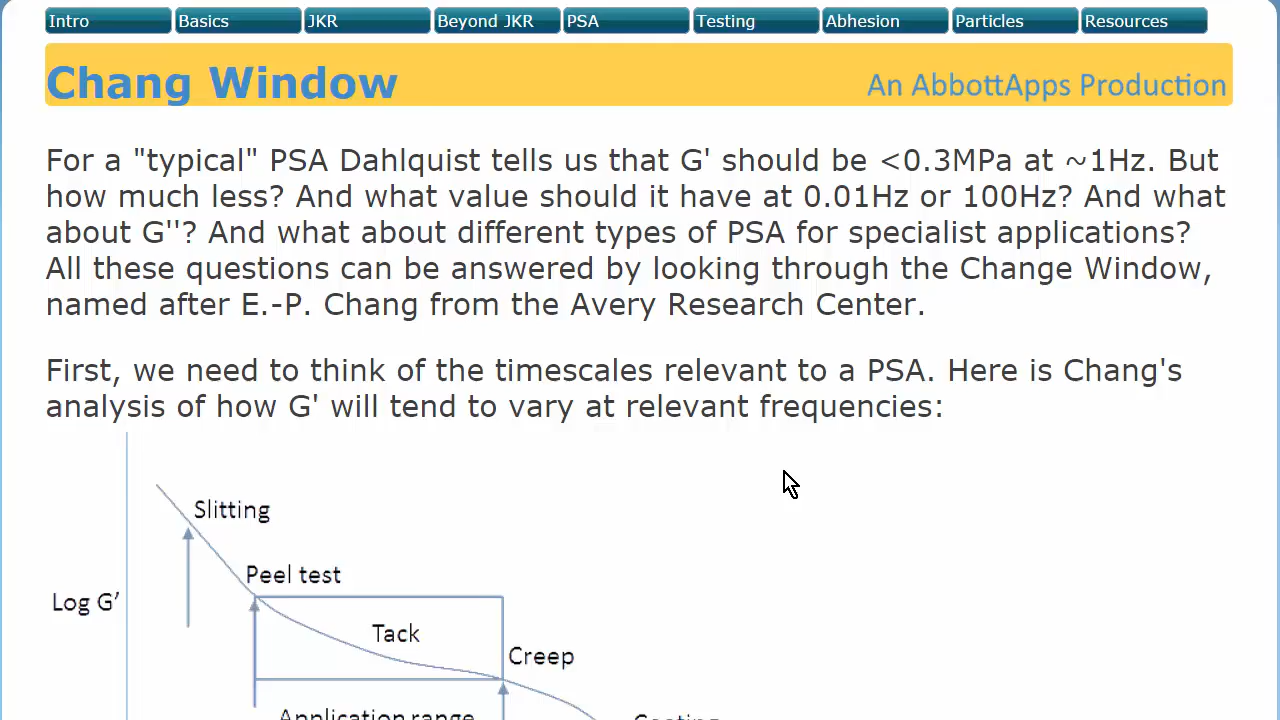 Intro Basics JKR Beyond JKR PSA Testing Abhesion Particles Resources
Chang Window
An AbbottApps Production
For a "typical" PSA Dahlquist tells us that G' should be <0.3MPa at ~1Hz. But
how much less? And what value should it have at 0.01Hz or 100Hz? And what
about G''? And what about different types of PSA for specialist applications?
All these questions can be answered by looking through the Change Window,
named after E.-P. Chang from the Avery Research Center.
First, we need to think of the timescales relevant to a PSA. Here is Chang's
analysis of how G' will tend to vary at relevant frequencies:
Slitting
Peel test
Log G’
Tack
Creep
Application range